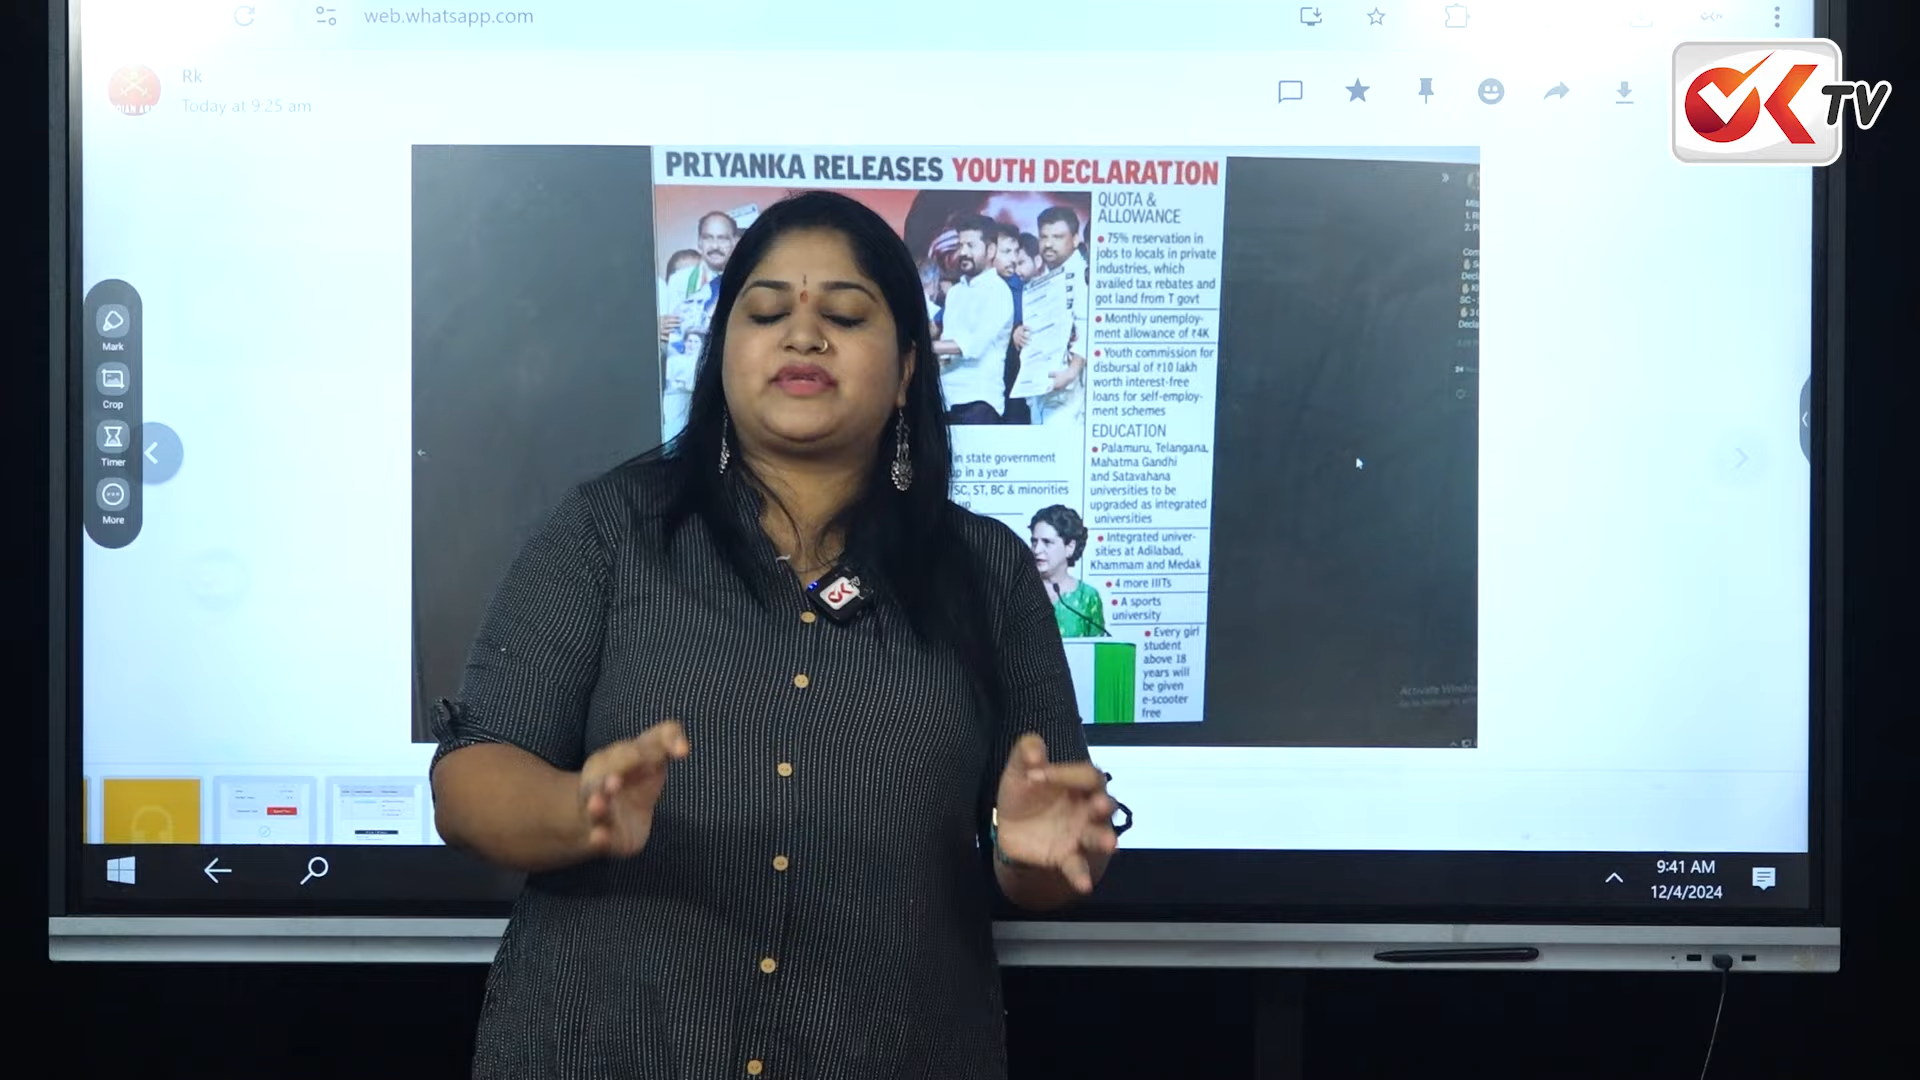 web.whatsapp.com
Rk
Today at 9:25 am
OK TV
PRIYANKA RELEASES YOUTH DECLARATION
QUOTA &
ALLOWANCE
75% reservation in
jobs to locals in private
industries, which
availed tax rebates and
got land from T govt
Monthly unemploy-
ment allowance of ₹4K
Youth commission for
disbursal of ₹10 lakh
worth interest-free
loans for self-employ-
ment schemes
EDUCATION
Palamuru, Telangana,
Mahatma Gandhi
and Satavahana
universities to be
upgraded as integrated
universities
Integrated univer-
sities at Adilabad,
Khammam and Medak
4 more IIITs
A sports
university
Every girl
student
above 18
years will
be given
e-scooter
free
in state government
in a year
SC, ST, BC & minorities
Mark
Crop
Timer
More
9:41 AM
12/4/2024